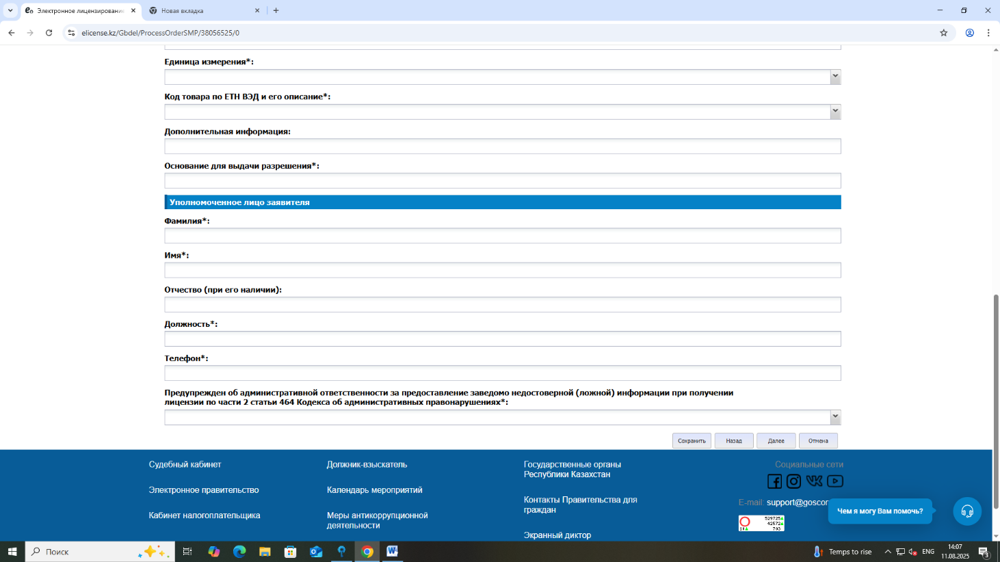 Электронное лицензировани
Новая вкладка
elicense.kz/Gbdel/ProcessOrderSMP/38056525/0
Единица измерения*:
Код товара по ЕТН ВЭД и его описание*:
Дополнительная информация:
Основание для выдачи разрешения*:
Уполномоченное лицо заявителя
Фамилия*:
Имя*:
Отчество (при его наличии):
Должность*:
Телефон*:
Предупрежден об административной ответственности за предоставление заведомо недостоверной (ложной) информации при получении
лицензии по части 2 статьи 464 Кодекса об административных правонарушениях*:
Сохранить
Назад
Далее
Отмена
Судебный кабинет
Электронное правительство
Кабинет налогоплательщика
Должник-взыскатель
Календарь мероприятий
Меры антикоррупционной
деятельности
Государственные органы
Республики Казахстан
Контакты Правительства для
граждан
Экранный диктор
Социальные сети
E-mail: support@goscor
529725
42572
18
703
Чем я могу Вам помочь?
Поиск
Temps to rise
ENG
14:07
11.08.2025
3